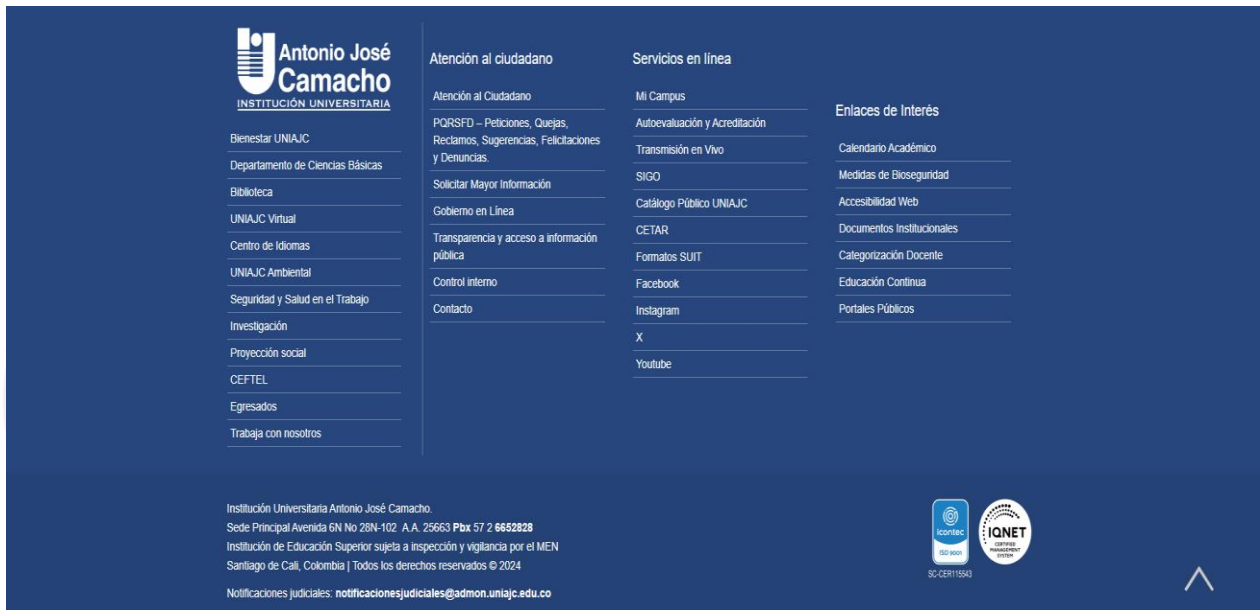 Antonio José
Camacho
INSTITUCIÓN UNIVERSITARIA
Bienestar UNIAJC
Departamento de Ciencias Básicas
Biblioteca
UNIAJC Virtual
Centro de Idiomas
UNIAJC Ambiental
Seguridad y Salud en el Trabajo
Investigación
Proyección social
CEFTEL
Egresados
Trabaja con nosotros
Atención al ciudadano
Atención al Ciudadano
PQRSFD – Peticiones, Quejas,
Reclamos, Sugerencias, Felicitaciones
y Denuncias.
Solicitar Mayor Información
Gobierno en Línea
Transparencia y acceso a información
pública
Control interno
Contacto
Servicios en línea
Mi Campus
Autoevaluación y Acreditación
Transmisión en Vivo
SIGO
Catálogo Público UNIAJC
CETAR
Formatos SUIT
Facebook
Instagram
X
Youtube
Enlaces de Interés
Calendario Académico
Medidas de Bioseguridad
Accesibilidad Web
Documentos Institucionales
Categorización Docente
Educación Continua
Portales Públicos
Institución Universitaria Antonio José Camacho.
Sede Principal Avenida 6N No 28N-102 A.A. 25663 Pbx 57 2 6652828
Institución de Educación Superior sujeta a inspección y vigilancia por el MEN
Santiago de Cali, Colombia | Todos los derechos reservados © 2024
Notificaciones judiciales: notificacionesjudiciales@admon.uniajc.edu.co
icontec
ISO 9001
SC-CER115543
IQNET
CERTIFIED
MANAGEMENT
SYSTEM